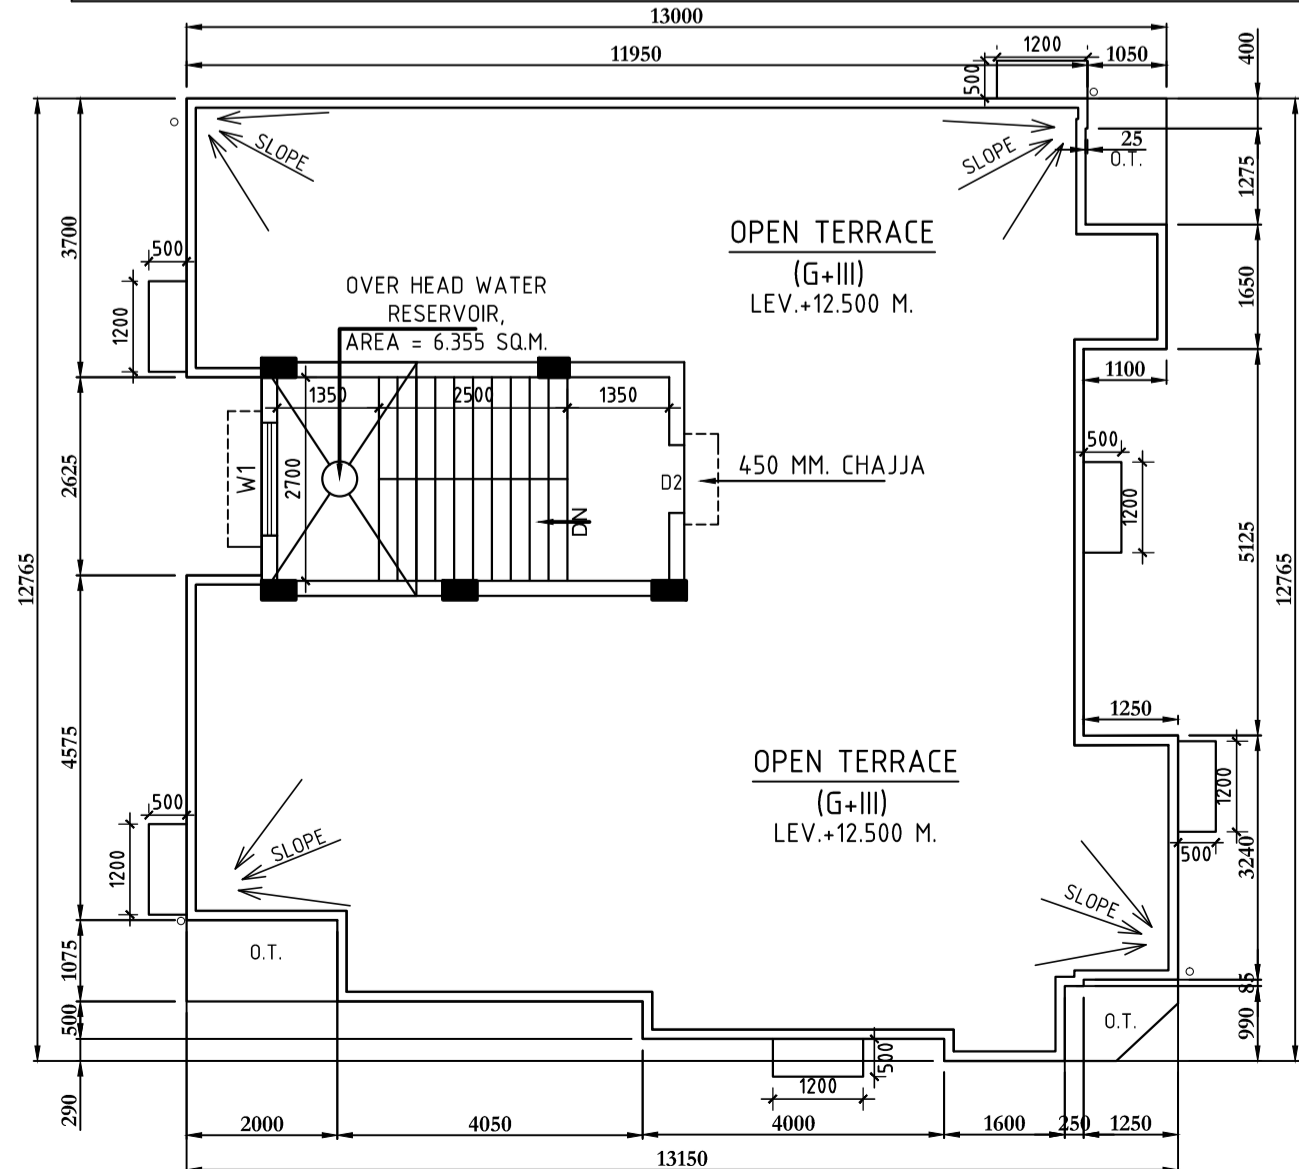 13000
11950
1200
1050
400
500
25
O.T.
1275
SLOPE
SLOPE
3700
500
1200
OPEN TERRACE
(G+III)
LEV.+12.500 M.
1650
OVER HEAD WATER
RESERVOIR,
AREA = 6.355 SQ.M.
1100
1350
2500
1350
500
1200
2625
W1
2700
D2
450 MM. CHAJJA
DN
5125
12765
12765
1250
4575
OPEN TERRACE
(G+III)
LEV.+12.500 M.
1200
500
3240
500
1200
SLOPE
SLOPE
O.T.
1075
85
500
O.T.
990
500
1200
290
2000
4050
4000
1600
250
1250
13150